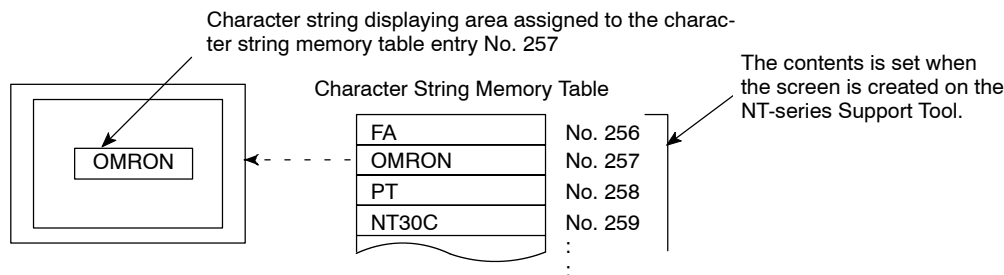 Character string displaying area assigned to the charac-
ter string memory table entry No. 257
The contents is set when
the screen is created on the
NT-series Support Tool.
Character String Memory Table
FA No. 256
OMRON OMRON No. 257
PT No. 258
NT30C No. 259